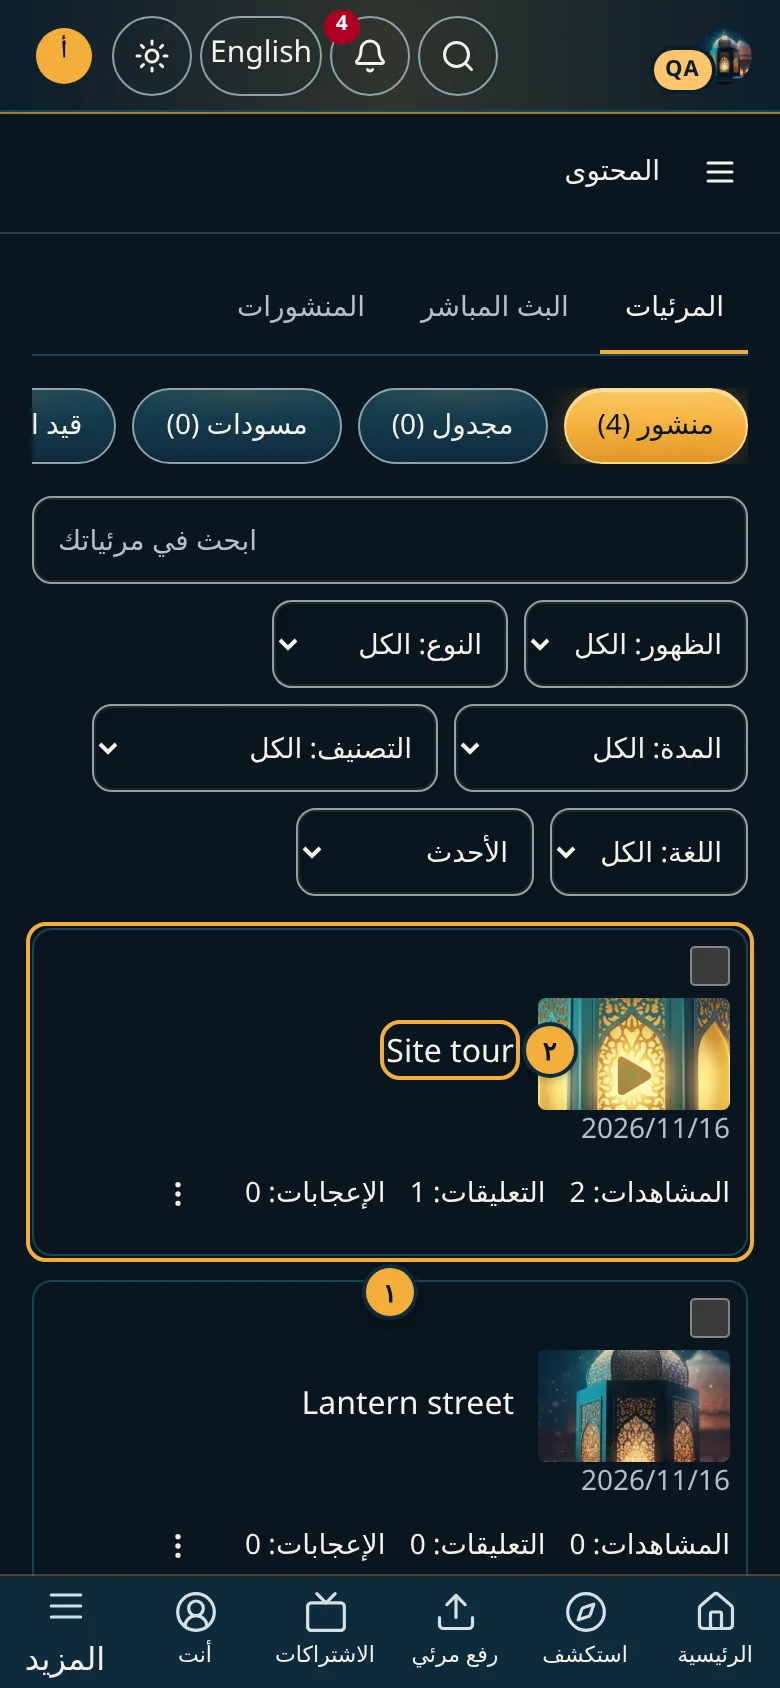 أ
English
4
QA
المحتوى
المرئيات
البث المباشر
المنشورات
منشور (4)
مجدول (0)
مسودات (0)
قيد ا
ابحث في مرئياتك
الظهور: الكل
النوع: الكل
المدة: الكل
التصنيف: الكل
اللغة: الكل
الأحدث
Site tour
٢
2026/11/16
المشاهدات: 2 التعليقات: 1 الإعجابات: 0
١
Lantern street
2026/11/16
المشاهدات: 0 التعليقات: 0 الإعجابات: 0
الرئيسية
استكشف
رفع مرئي
الاشتراكات
أنت
المزيد